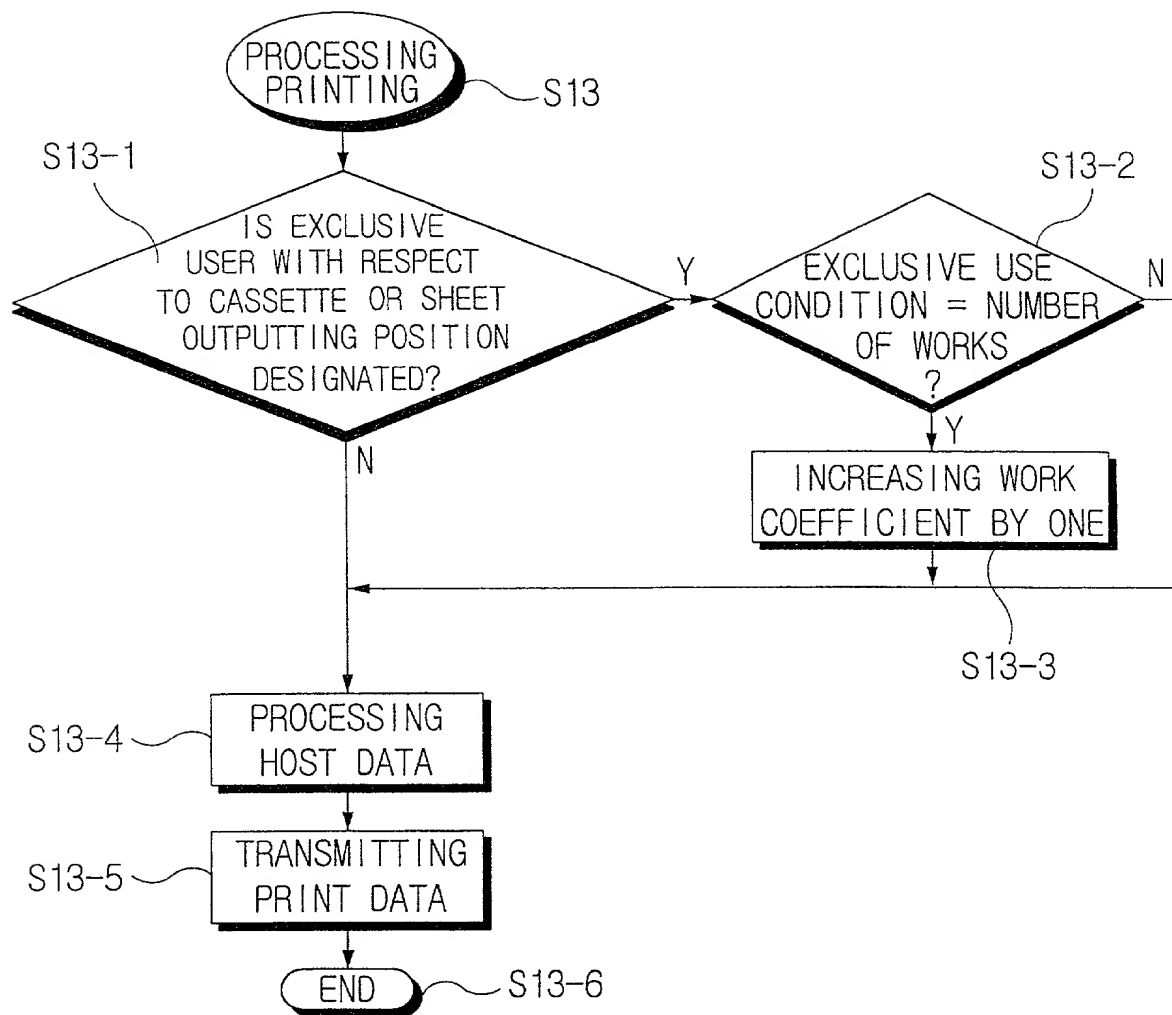 PROCESSING
PRINTING
S13
S13-1
IS EXCLUSIVE
USER WITH RESPECT
TO CASSETTE OR SHEET
OUTPUTTING POSITION
DESIGNATED?
Y
N
S13-2
EXCLUSIVE USE
CONDITION = NUMBER
OF WORKS
?
N
Y
INCREASING WORK
COEFFICIENT BY ONE
S13-3
S13-4
PROCESSING
HOST DATA
S13-5
TRANSMITTING
PRINT DATA
END
S13-6